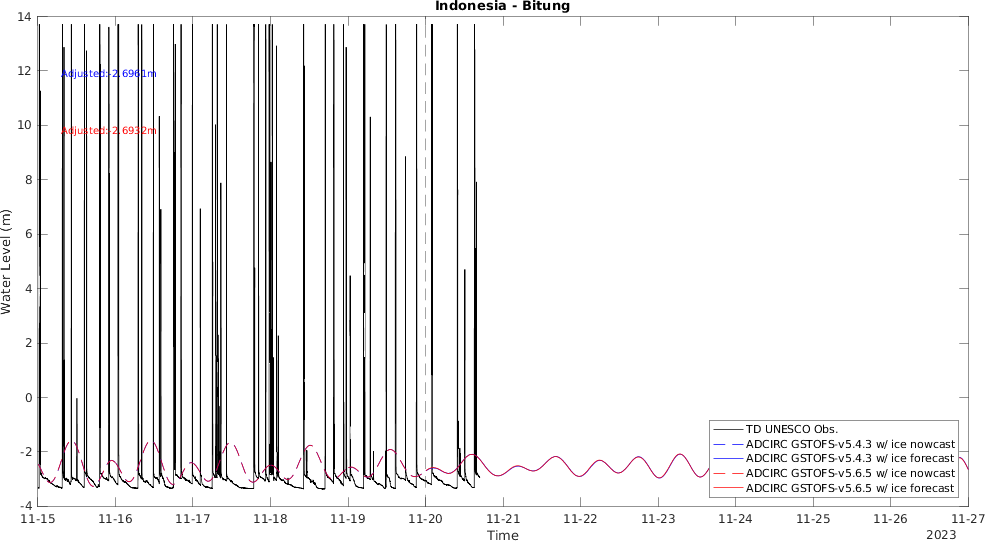 Indonesia - Bitung
14
12
10
8
6
4
2
0
-2
-4
Water Level (m)
Adjusted:-2.6961m
Adjusted:-2.6932m
TD UNESCO Obs.
ADCIRC GSTOFS-v5.4.3 w/ ice nowcast
ADCIRC GSTOFS-v5.4.3 w/ ice forecast
ADCIRC GSTOFS-v5.6.5 w/ ice nowcast
ADCIRC GSTOFS-v5.6.5 w/ ice forecast
11-15 11-16 11-17 11-18 11-19 11-20 11-21 11-22 11-23 11-24 11-25 11-26 11-27
Time
2023